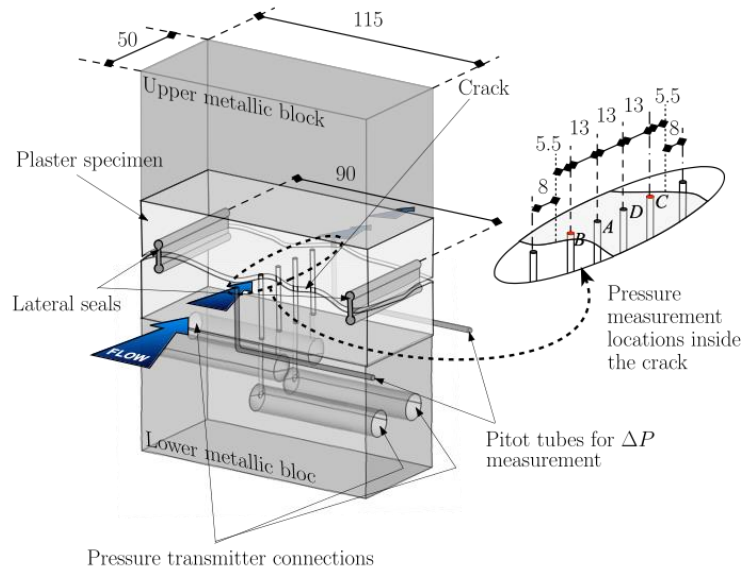 115
50
Upper metallic block
Crack
Plaster specimen
90
5.5
13
13
13
5.5
8
8
B
A
D
C
Lateral seals
FLOW
Pressure
measurement
locations inside
the crack
Lower metallic bloc
Pitot tubes for ΔP
measurement
Pressure transmitter connections